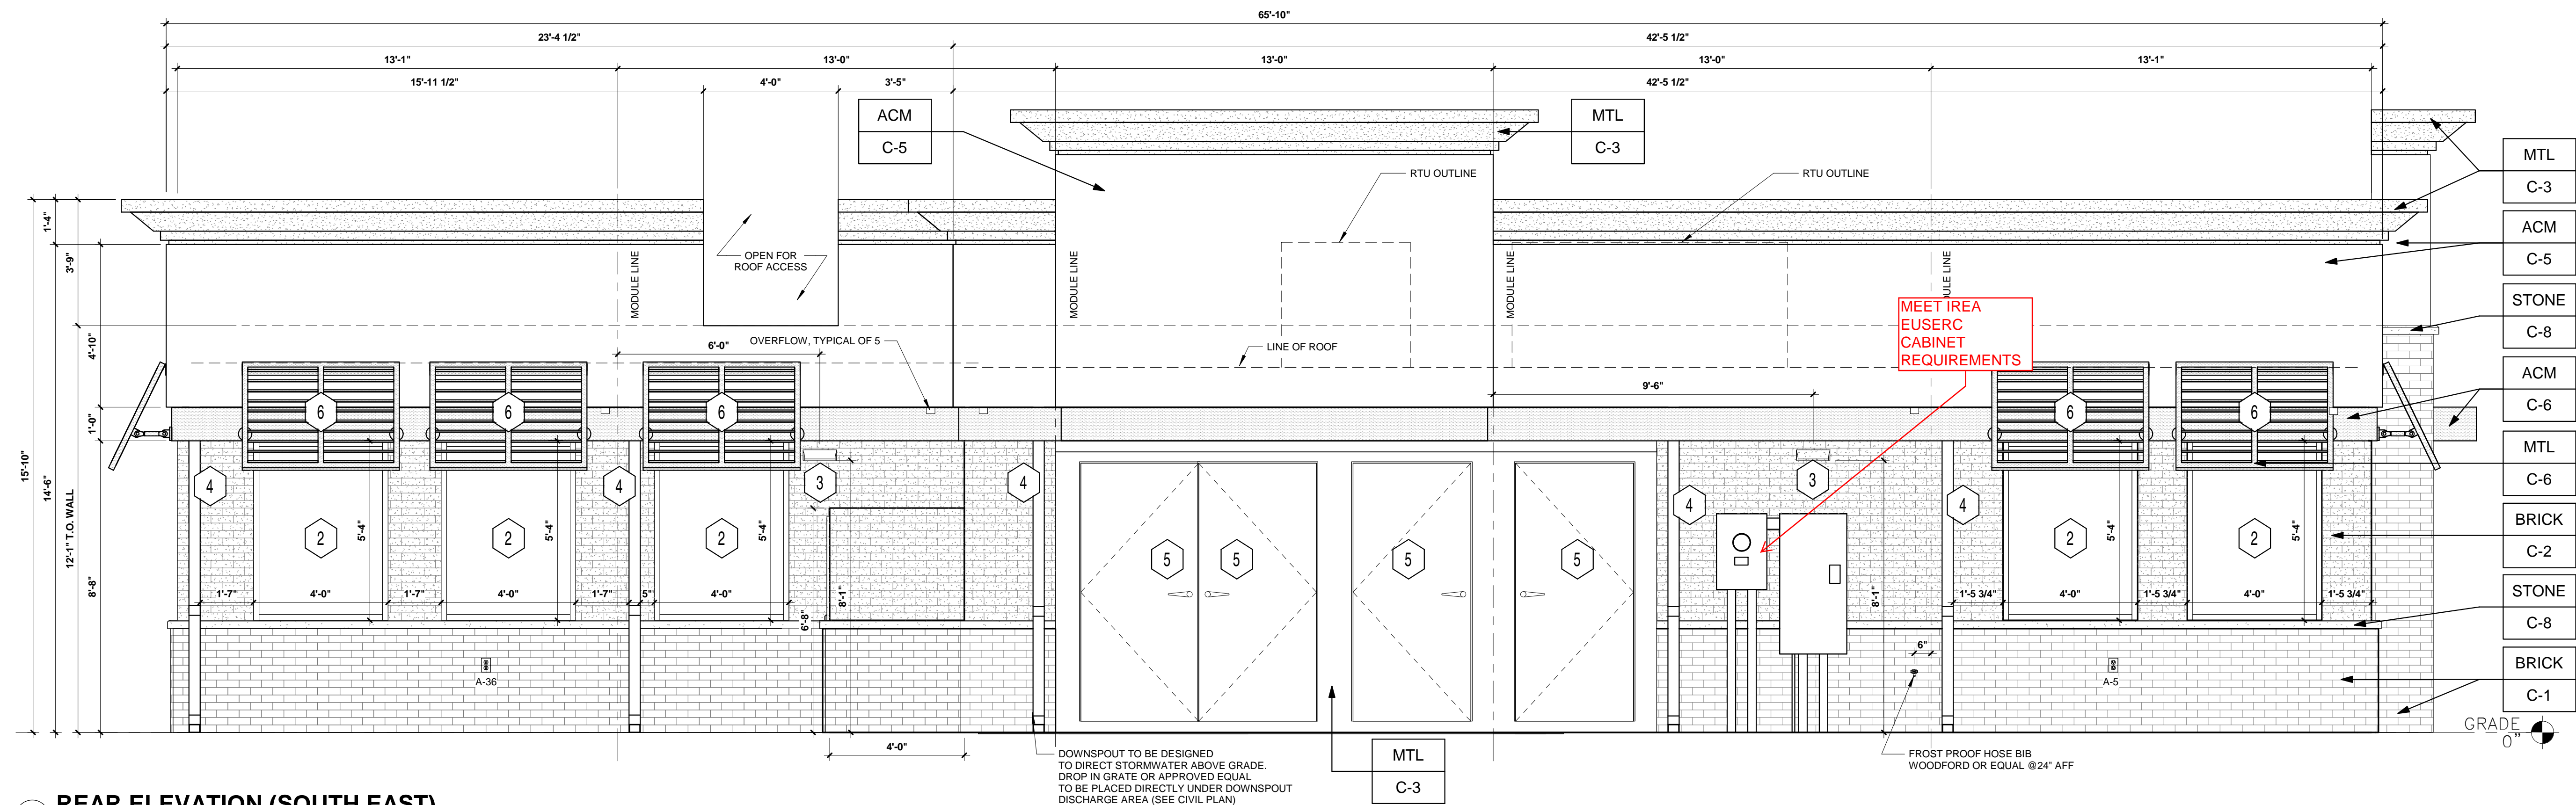 65'-10"
23'-4 1/2"
42'-5 1/2"
13'-1"
13'-0"
13'-0"
13'-0"
13'-1"
15'-11 1/2"
4'-0"
3'-5"
42'-5 1/2"
ACM
C-5
MTL
C-3
RTU OUTLINE
RTU OUTLINE
MTL
C-3
ACM
C-5
STONE
C-8
ACM
C-6
MTL
C-6
BRICK
C-2
STONE
C-8
BRICK
C-1
GRADE
0"
15'-10"
14'-6"
1'-4"
3'-9"
12'-1" T.O. WALL
4'-10"
1'-0"
8'-8"
OPEN FOR
ROOF ACCESS
MODULE LINE
MODULE LINE
MODULE LINE
DULE LINE
MEET IREA
EUSERC
CABINET
REQUIREMENTS
6'-0"
OVERFLOW, TYPICAL OF 5
LINE OF ROOF
9'-6"
6
6
6
6
6
4
4
3
4
4
3
4
2
2
2
5
5
5
5
2
2
5'-4"
5'-4"
5'-4"
5'-4"
5'-4"
1'-7"
4'-0"
1'-7"
4'-0"
1'-7"
5"
4'-0"
6'-8"
8'-1"
8'-1"
1'-5 3/4"
4'-0"
1'-5 3/4"
4'-0"
1'-5 3/4"
6"
A-36
A-5
4'-0"
DOWNSPOUT TO BE DESIGNED
TO DIRECT STORMWATER ABOVE GRADE.
DROP IN GRATE OR APPROVED EQUAL
TO BE PLACED DIRECTLY UNDER DOWNSPOUT
DISCHARGE AREA (SEE CIVIL PLAN)
MTL
C-3
FROST PROOF HOSE BIB
WOODFORD OR EQUAL @24" AFF
REAR ELEVATION (SOUTH EAST)